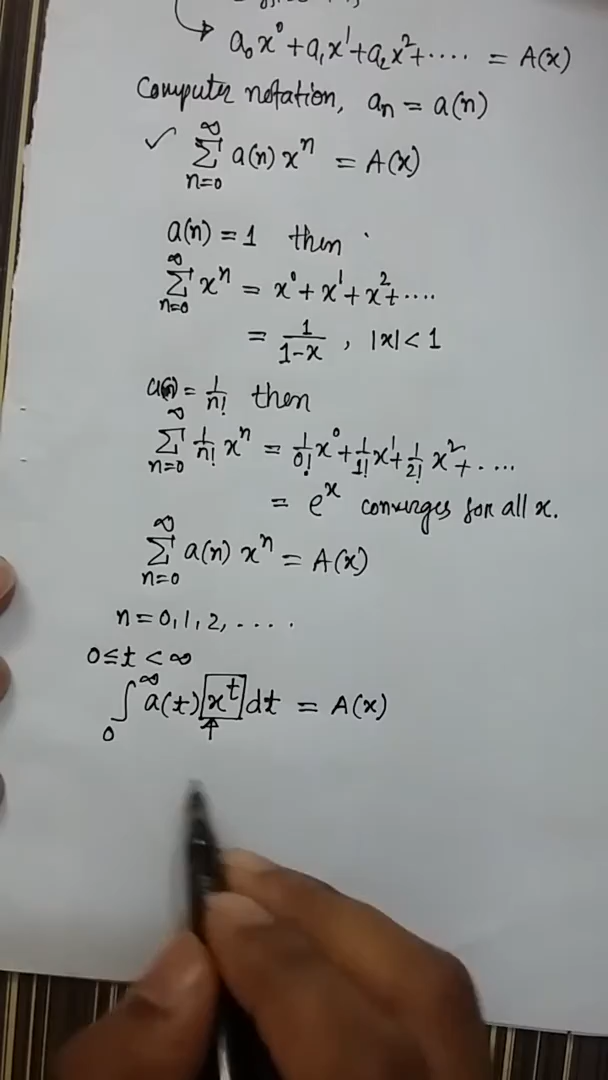 a₀x⁰ + a₁x¹ + a₂x² + .... = A(x)
Computer notation, aₙ = a(n)
✓ ∞∑n=0 a(n) xⁿ = A(x)
a(n) = 1 then
∞∑n=0 xⁿ = x⁰ + x¹ + x² + ....
= 1/(1-x) , |x| < 1
a(n) = 1/n! then
∞∑n=0 1/n! xⁿ = 1/0! x⁰ + 1/1! x¹ + 1/2! x² + ....
= eˣ converges for all x.
∞∑n=0 a(n) xⁿ = A(x)
n = 0, 1, 2, ....
0 ≤ t < ∞
∫₀^∞ a(t) xᵗ dt = A(x)